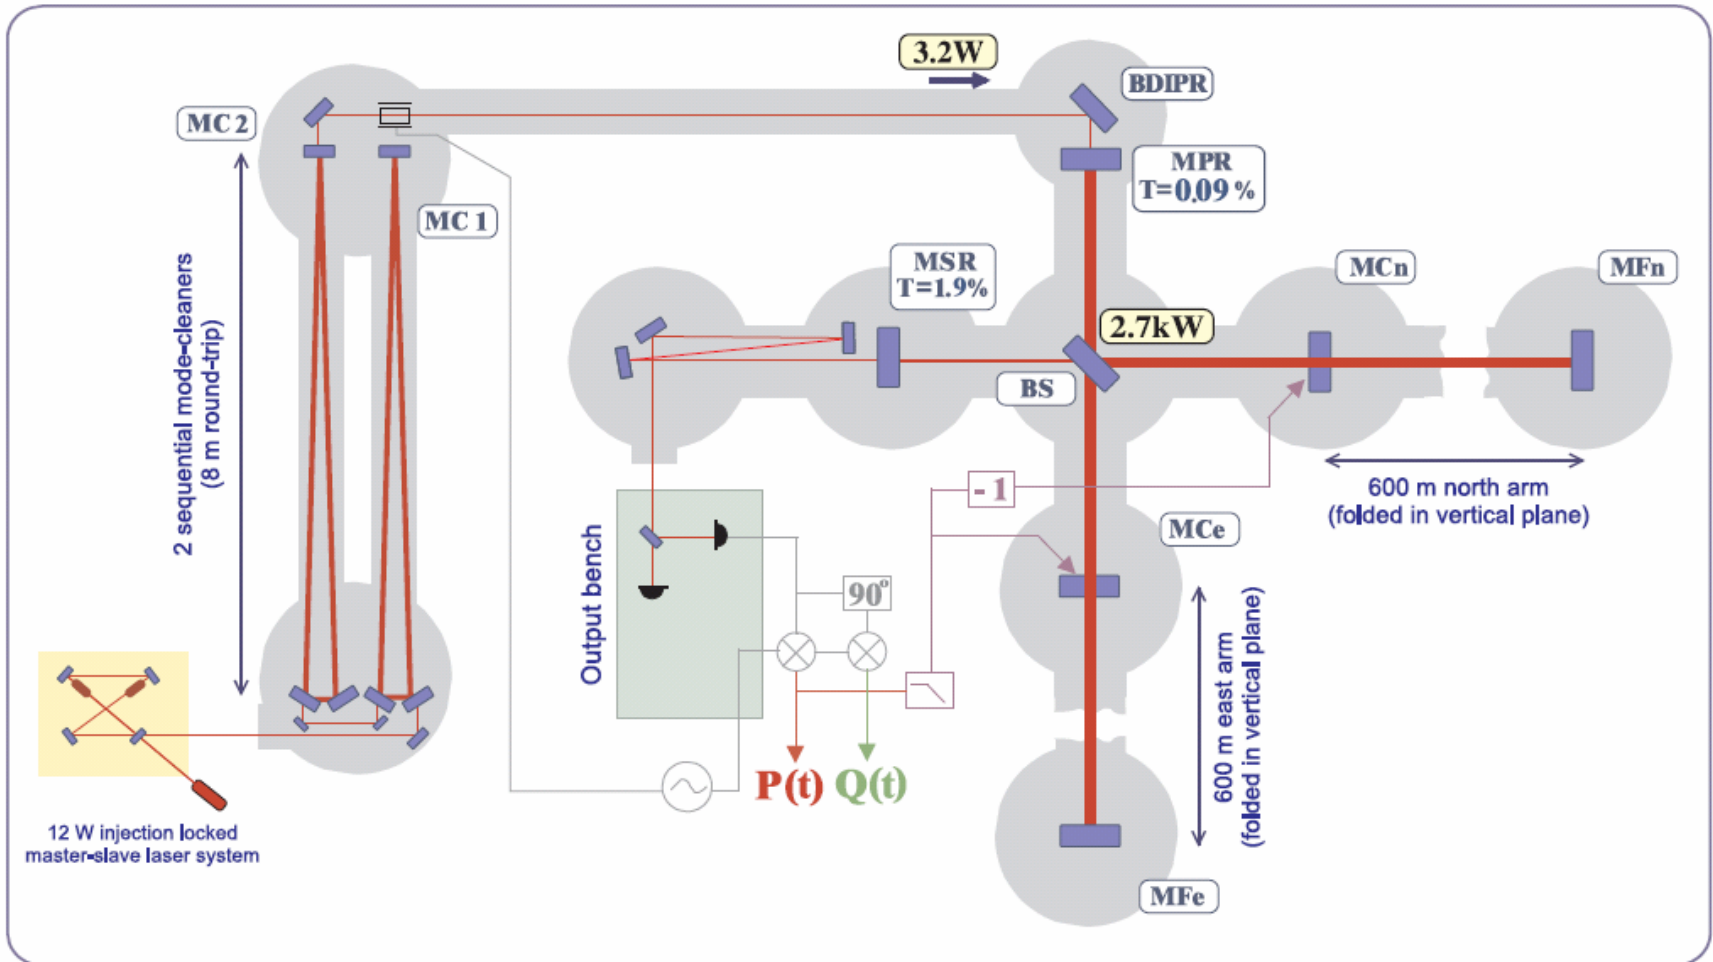 3.2W
BDIPR
MC 2
MPR
T=0.09 %
MC 1
MSR
T=1.9%
MCn
MFn
2.7kW
BS
2 sequential mode-cleaners
(8 m round-trip)
- 1
600 m north arm
(folded in vertical plane)
MCe
Output bench
90°
600 m east arm
(folded in vertical plane)
P(t) Q(t)
12 W injection locked
master-slave laser system
MFe